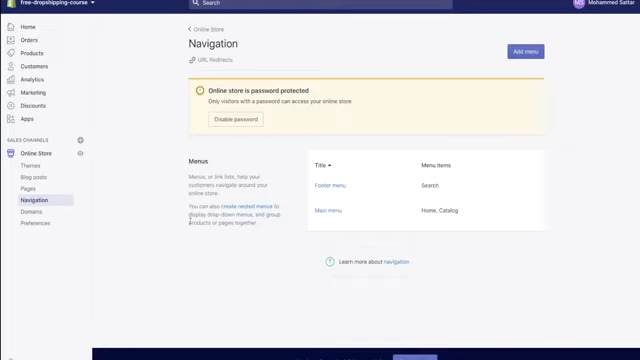 free-dropshipping-course
Search
MS
Mohammed Sattar
Home
Orders
Products
Customers
Analytics
Marketing
Discounts
Apps
SALES CHANNELS
Online Store
Themes
Blog posts
Pages
Navigation
Domains
Preferences
Online Store
Navigation
URL Redirects
Add menu
Online store is password protected
Only visitors with a password can access your online store
Disable password
Menus
Menus, or link lists, help your
customers navigate around your
online store.
You can also create nested menus to
display drop-down menus, and group
products or pages together.
Title
Menu items
Footer menu
Search
Main menu
Home, Catalog
Learn more about navigation